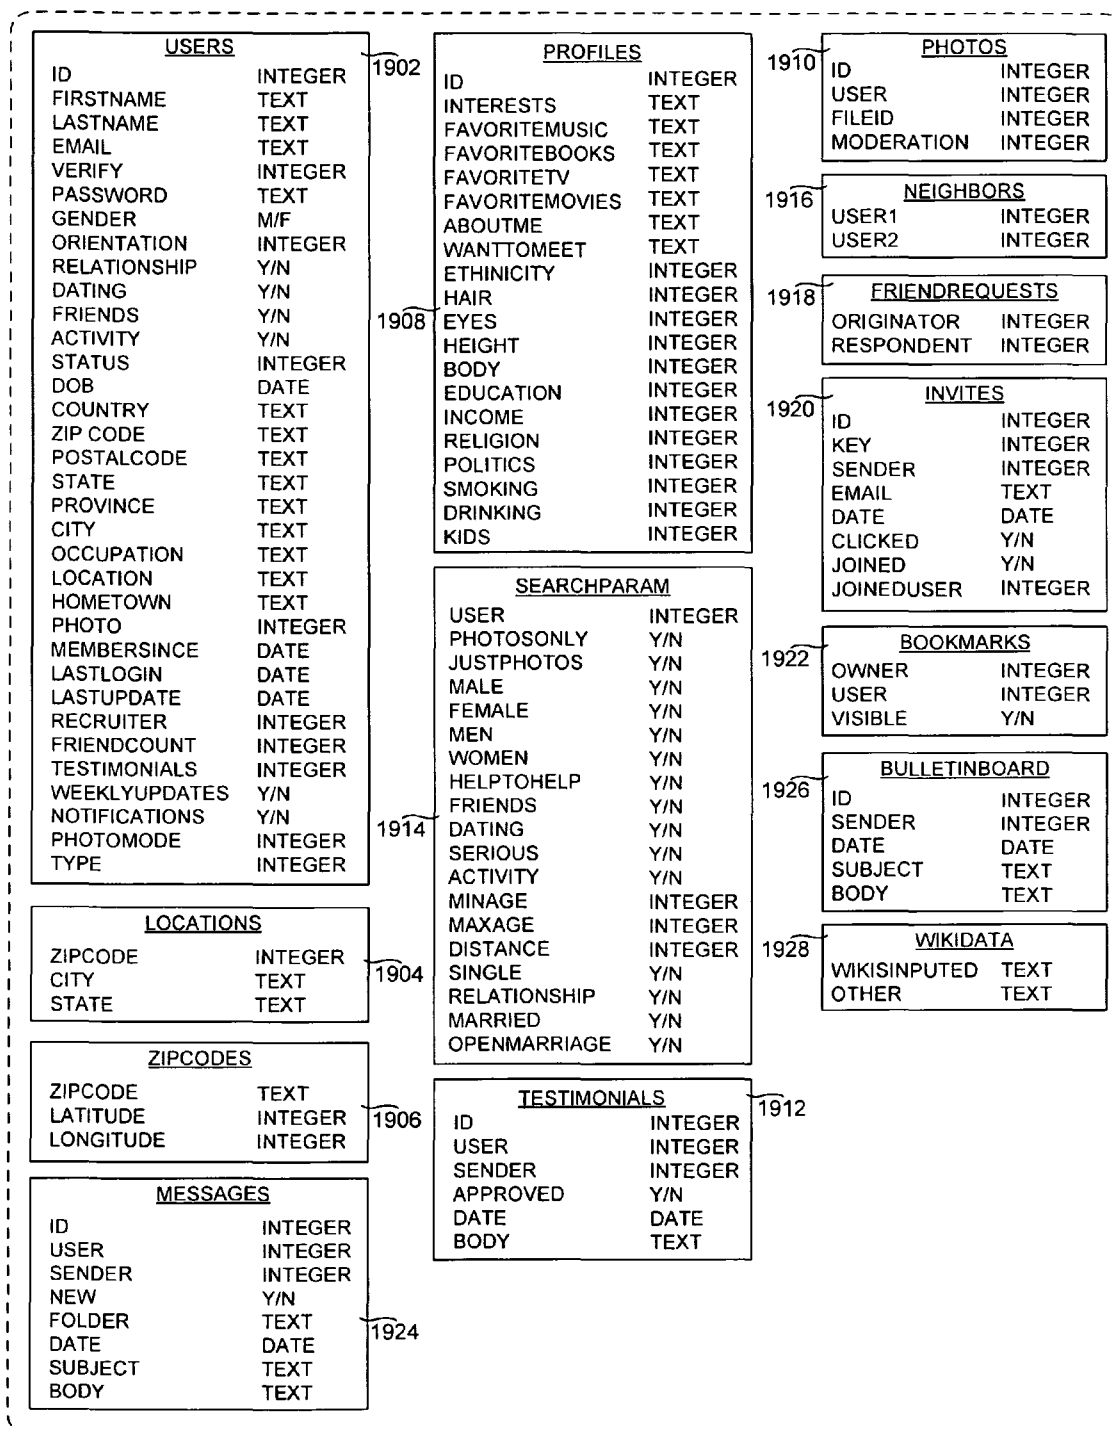 USERS
ID INTEGER
FIRSTNAME TEXT
LASTNAME TEXT
EMAIL TEXT
VERIFY INTEGER
PASSWORD TEXT
GENDER M/F
ORIENTATION INTEGER
RELATIONSHIP Y/N
DATING Y/N
FRIENDS Y/N
ACTIVITY Y/N
STATUS INTEGER
DOB DATE
COUNTRY TEXT
ZIP CODE TEXT
POSTALCODE TEXT
STATE TEXT
PROVINCE TEXT
CITY TEXT
OCCUPATION TEXT
LOCATION TEXT
HOMETOWN TEXT
PHOTO INTEGER
MEMBERSINCE DATE
LASTLOGIN DATE
LASTUPDATE DATE
RECRUITER INTEGER
FRIENDCOUNT INTEGER
TESTIMONIALS INTEGER
WEEKLYUPDATES Y/N
NOTIFICATIONS Y/N
PHOTOMODE INTEGER
TYPE INTEGER
1902
LOCATIONS
ZIPCODE INTEGER
CITY TEXT
STATE TEXT
1904
ZIPCODES
ZIPCODE TEXT
LATITUDE INTEGER
LONGITUDE INTEGER
1906
MESSAGES
ID INTEGER
USER INTEGER
SENDER INTEGER
NEW Y/N
FOLDER TEXT
DATE DATE
SUBJECT TEXT
BODY TEXT
1924
PROFILES
ID INTEGER
INTERESTS TEXT
FAVORITEMUSIC TEXT
FAVORITEBOOKS TEXT
FAVORITETV TEXT
FAVORITEMOVIES TEXT
ABOUTME TEXT
WANTTOMEET TEXT
ETHINICITY INTEGER
HAIR INTEGER
EYES INTEGER
HEIGHT INTEGER
BODY INTEGER
EDUCATION INTEGER
INCOME INTEGER
RELIGION INTEGER
POLITICS INTEGER
SMOKING INTEGER
DRINKING INTEGER
KIDS INTEGER
1908
SEARCHPARAM
USER INTEGER
PHOTOSONLY Y/N
JUSTPHOTOS Y/N
MALE Y/N
FEMALE Y/N
MEN Y/N
WOMEN Y/N
HELPTOHELP Y/N
FRIENDS Y/N
DATING Y/N
SERIOUS Y/N
ACTIVITY Y/N
MINAGE INTEGER
MAXAGE INTEGER
DISTANCE INTEGER
SINGLE Y/N
RELATIONSHIP Y/N
MARRIED Y/N
OPENMARRIAGE Y/N
1914
TESTIMONIALS
ID INTEGER
USER INTEGER
SENDER INTEGER
APPROVED Y/N
DATE DATE
BODY TEXT
1912
1910
PHOTOS
ID INTEGER
USER INTEGER
FILEID INTEGER
MODERATION INTEGER
1916
NEIGHBORS
USER1 INTEGER
USER2 INTEGER
1918
FRIENDREQUESTS
ORIGINATOR INTEGER
RESPONDENT INTEGER
1920
INVITES
ID INTEGER
KEY INTEGER
SENDER INTEGER
EMAIL TEXT
DATE DATE
CLICKED Y/N
JOINED Y/N
JOINEDUSER INTEGER
1922
BOOKMARKS
OWNER INTEGER
USER INTEGER
VISIBLE Y/N
1926
BULLETINBOARD
ID INTEGER
SENDER INTEGER
DATE DATE
SUBJECT TEXT
BODY TEXT
1928
WIKIDATA
WIKISINPUTED TEXT
OTHER TEXT